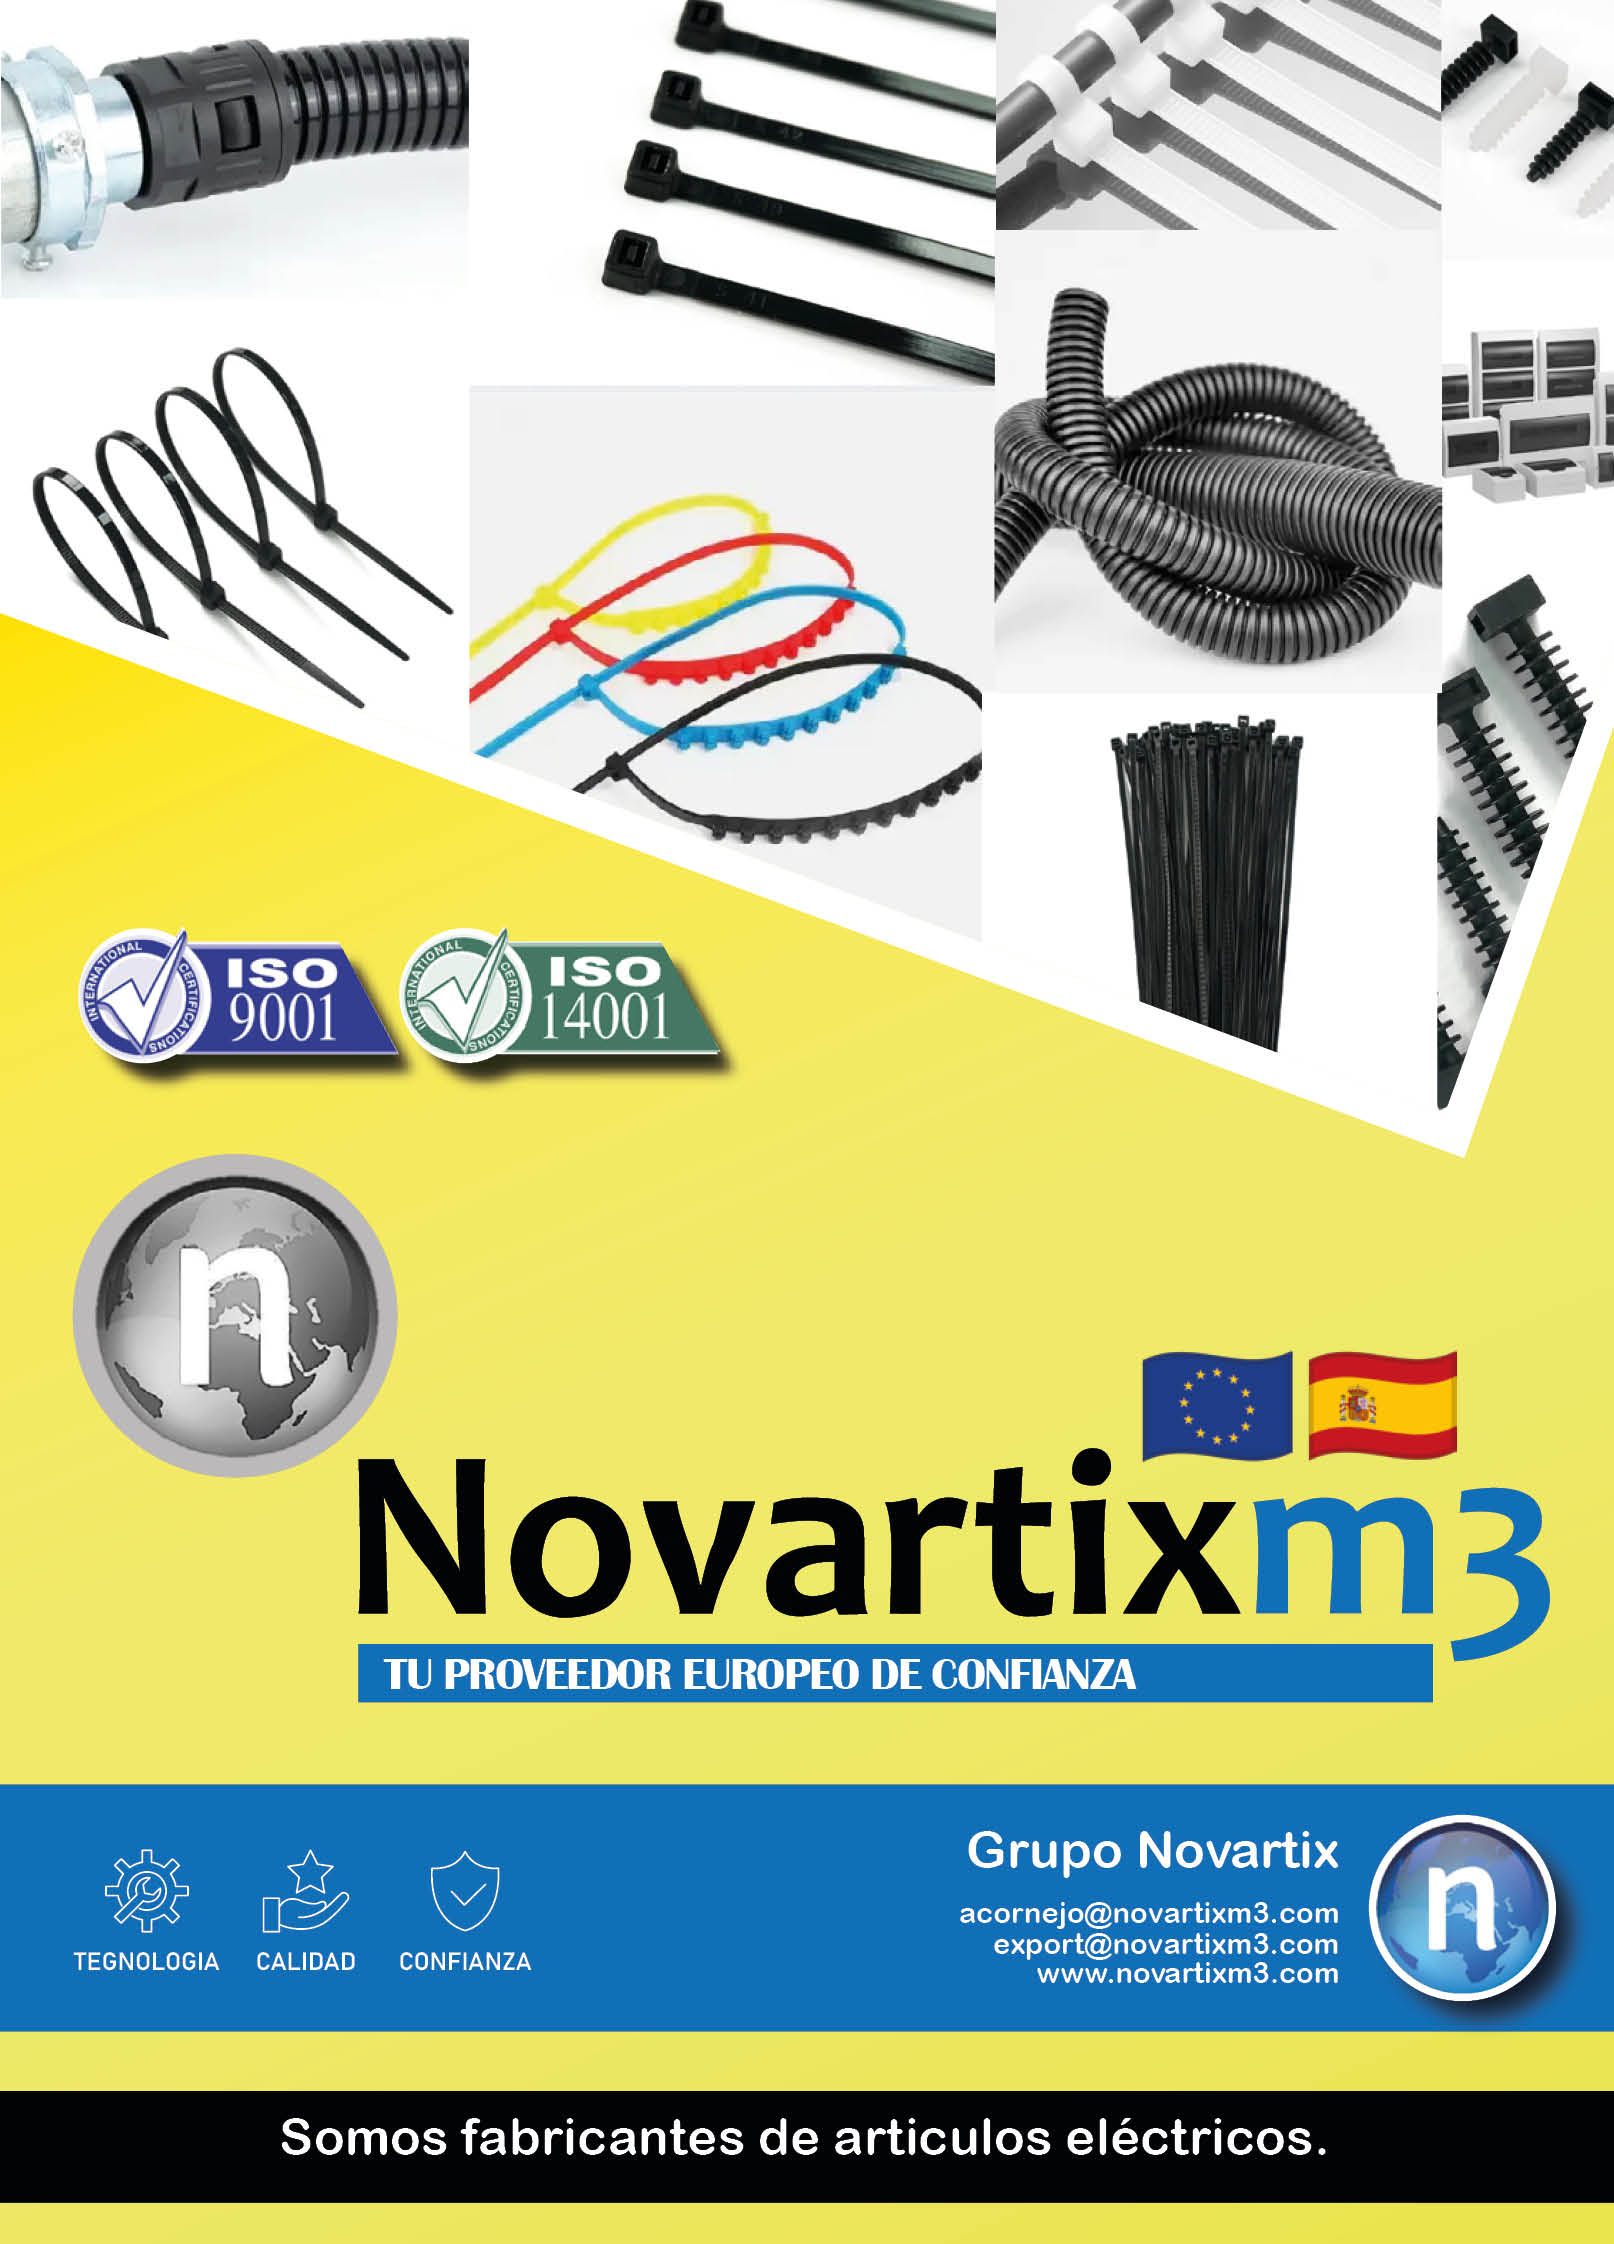 INTERNATIONAL CERTIFICATIONS
ISO
9001
INTERNATIONAL CERTIFICATIONS
ISO
14001
n
Novartixm3
TU PROVEEDOR EUROPEO DE CONFIANZA
TEGNOLOGIA
CALIDAD
CONFIANZA
Grupo Novartix
acornejo@novartixm3.com
export@novartixm3.com
www.novartixm3.com
n
Somos fabricantes de articulos eléctricos.